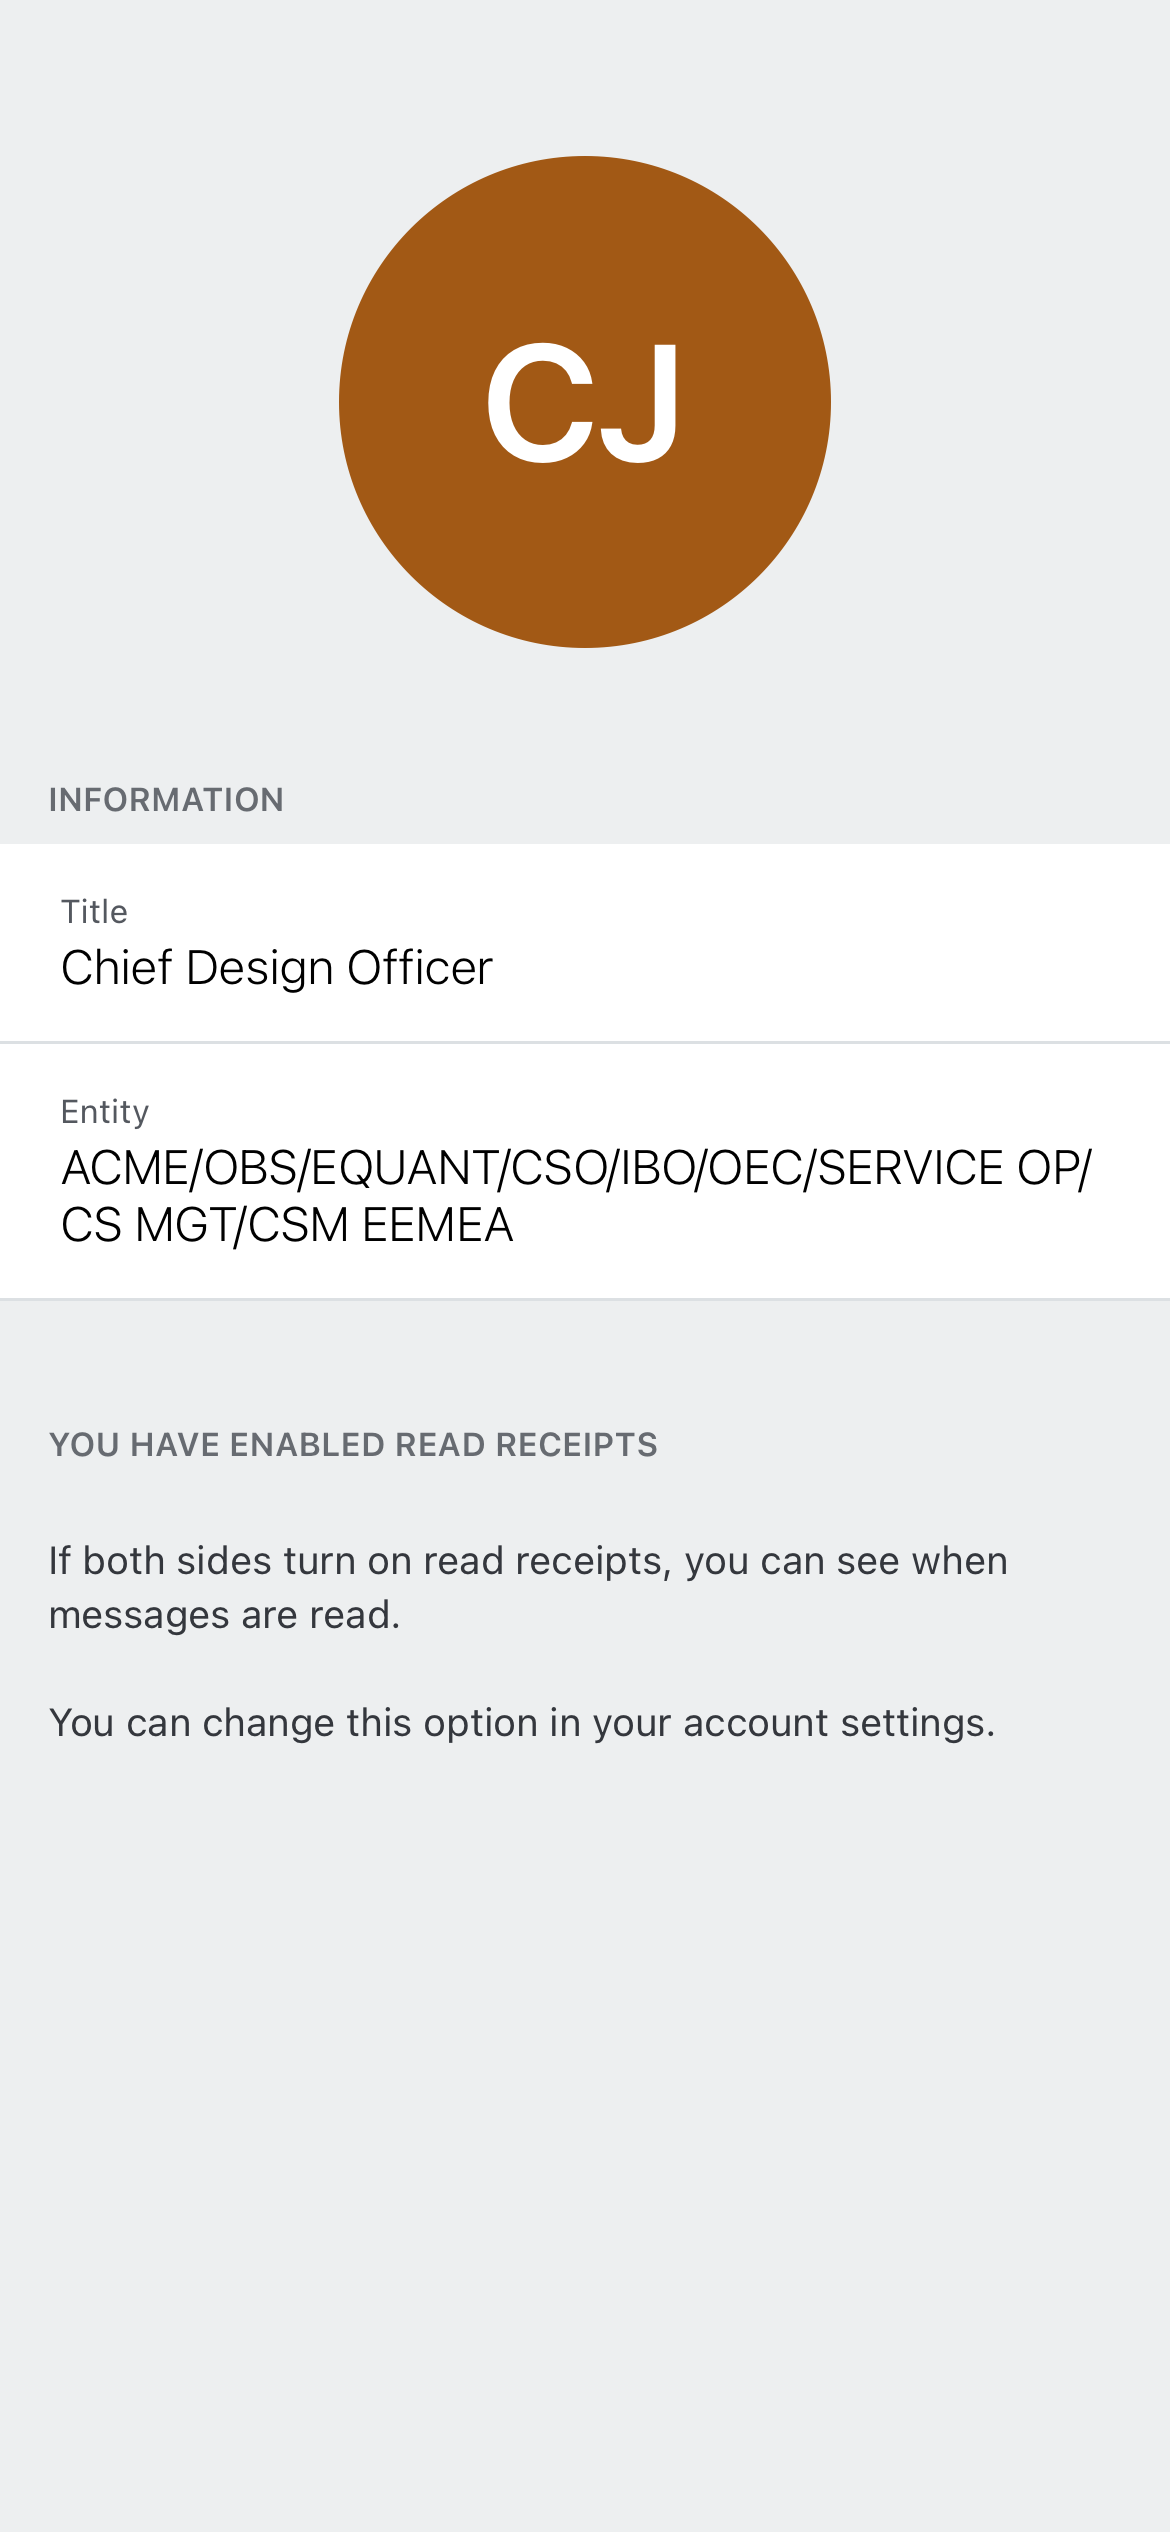 CJ
INFORMATION
Title
Chief Design Officer
Entity
ACME/OBS/EQUANT/CSO/IBO/OEC/SERVICE OP/
CS MGT/CSM EEMEA
YOU HAVE ENABLED READ RECEIPTS
If both sides turn on read receipts, you can see when
messages are read.
You can change this option in your account settings.